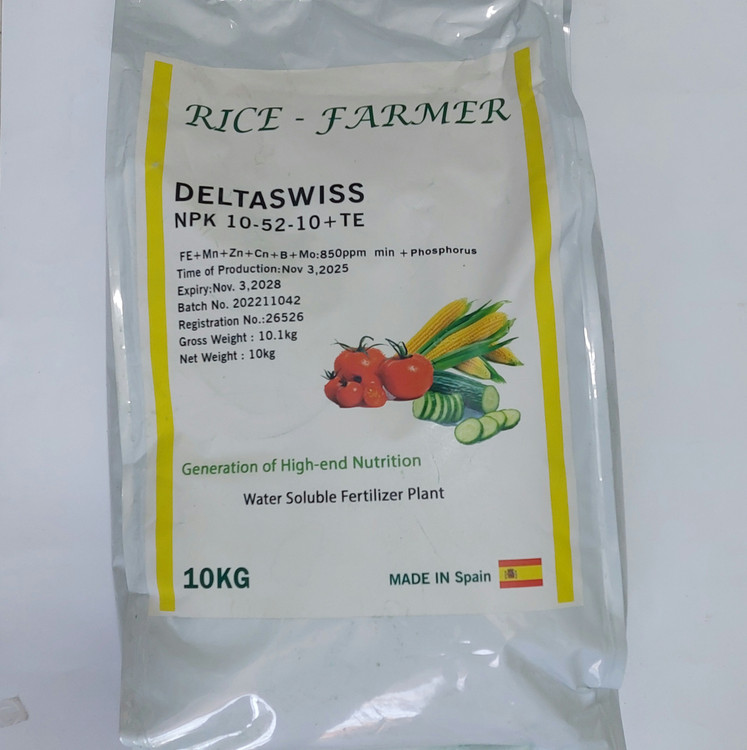 RICE - FARMER
DELTASWISS
NPK 10-52-10+TE
FE+Mn+Zn+Cn+B+Mo:850ppm min + Phosphorus
Time of Production:Nov 3,2025
Expiry:Nov. 3,2028
Batch No. 202211042
Registration No.:26526
Gross Weight : 10.1kg
Net Weight : 10kg
Generation of High-end Nutrition
Water Soluble Fertilizer Plant
10KG
MADE IN Spain